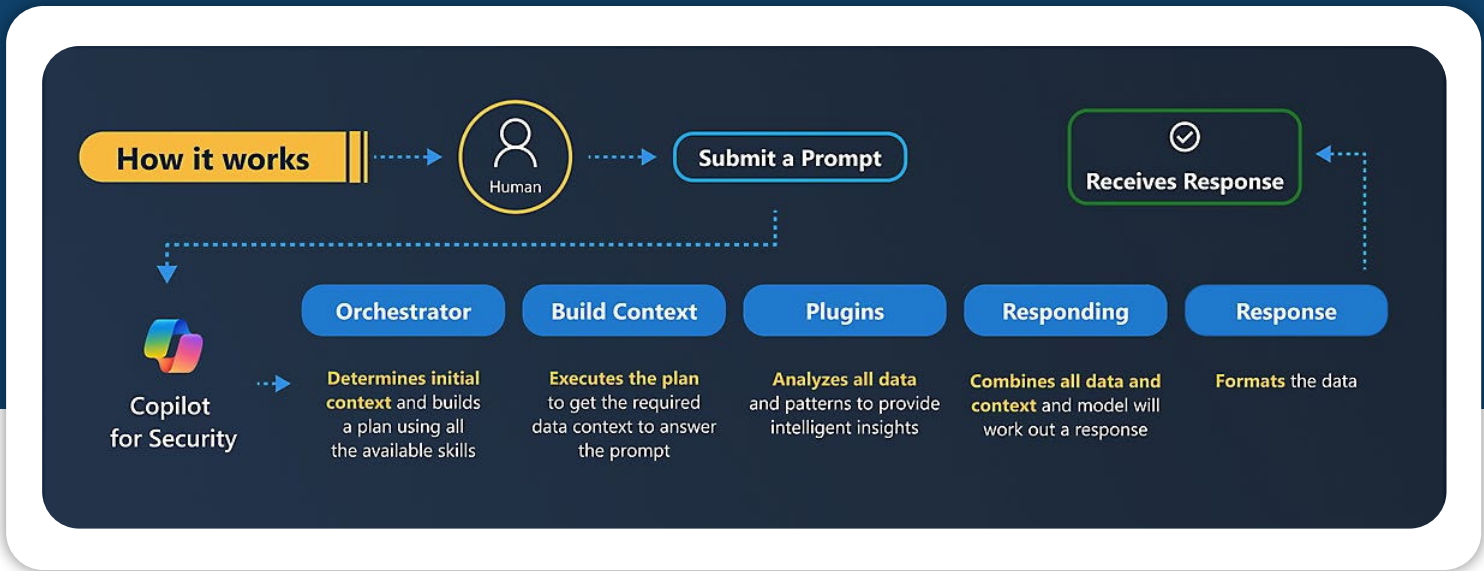 How it works
Human
Submit a Prompt
Receives Response
Copilot
for Security
Orchestrator
Determines initial
context and builds
a plan using all
the available skills
Build Context
Executes the plan
to get the required
data context to answer
the prompt
Plugins
Analyzes all data
and patterns to provide
intelligent insights
Responding
Combines all data and
context and model will
work out a response
Response
Formats the data